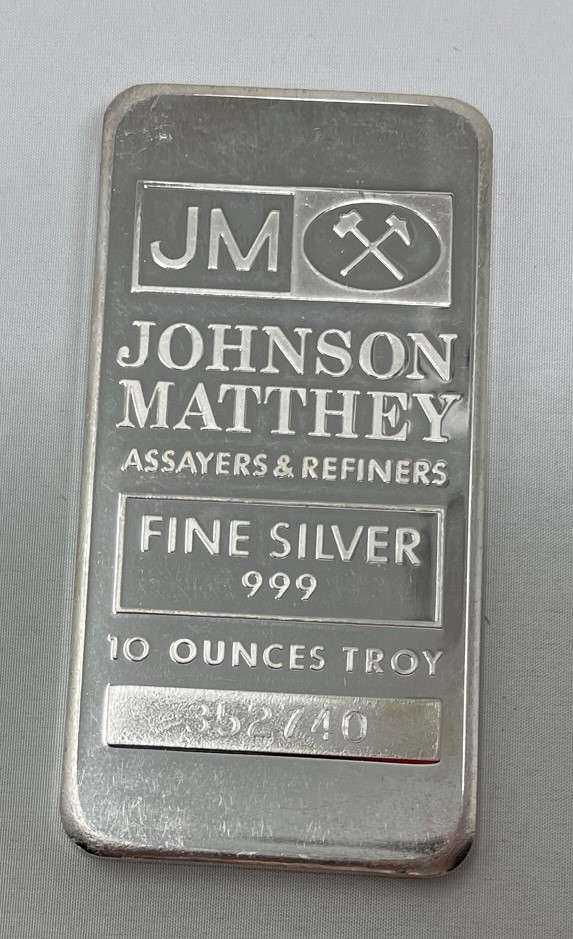 JM
JOHNSON
MATTHEY
ASSAYERS & REFINERS
FINE SILVER
999
10 OUNCES TROY
352740